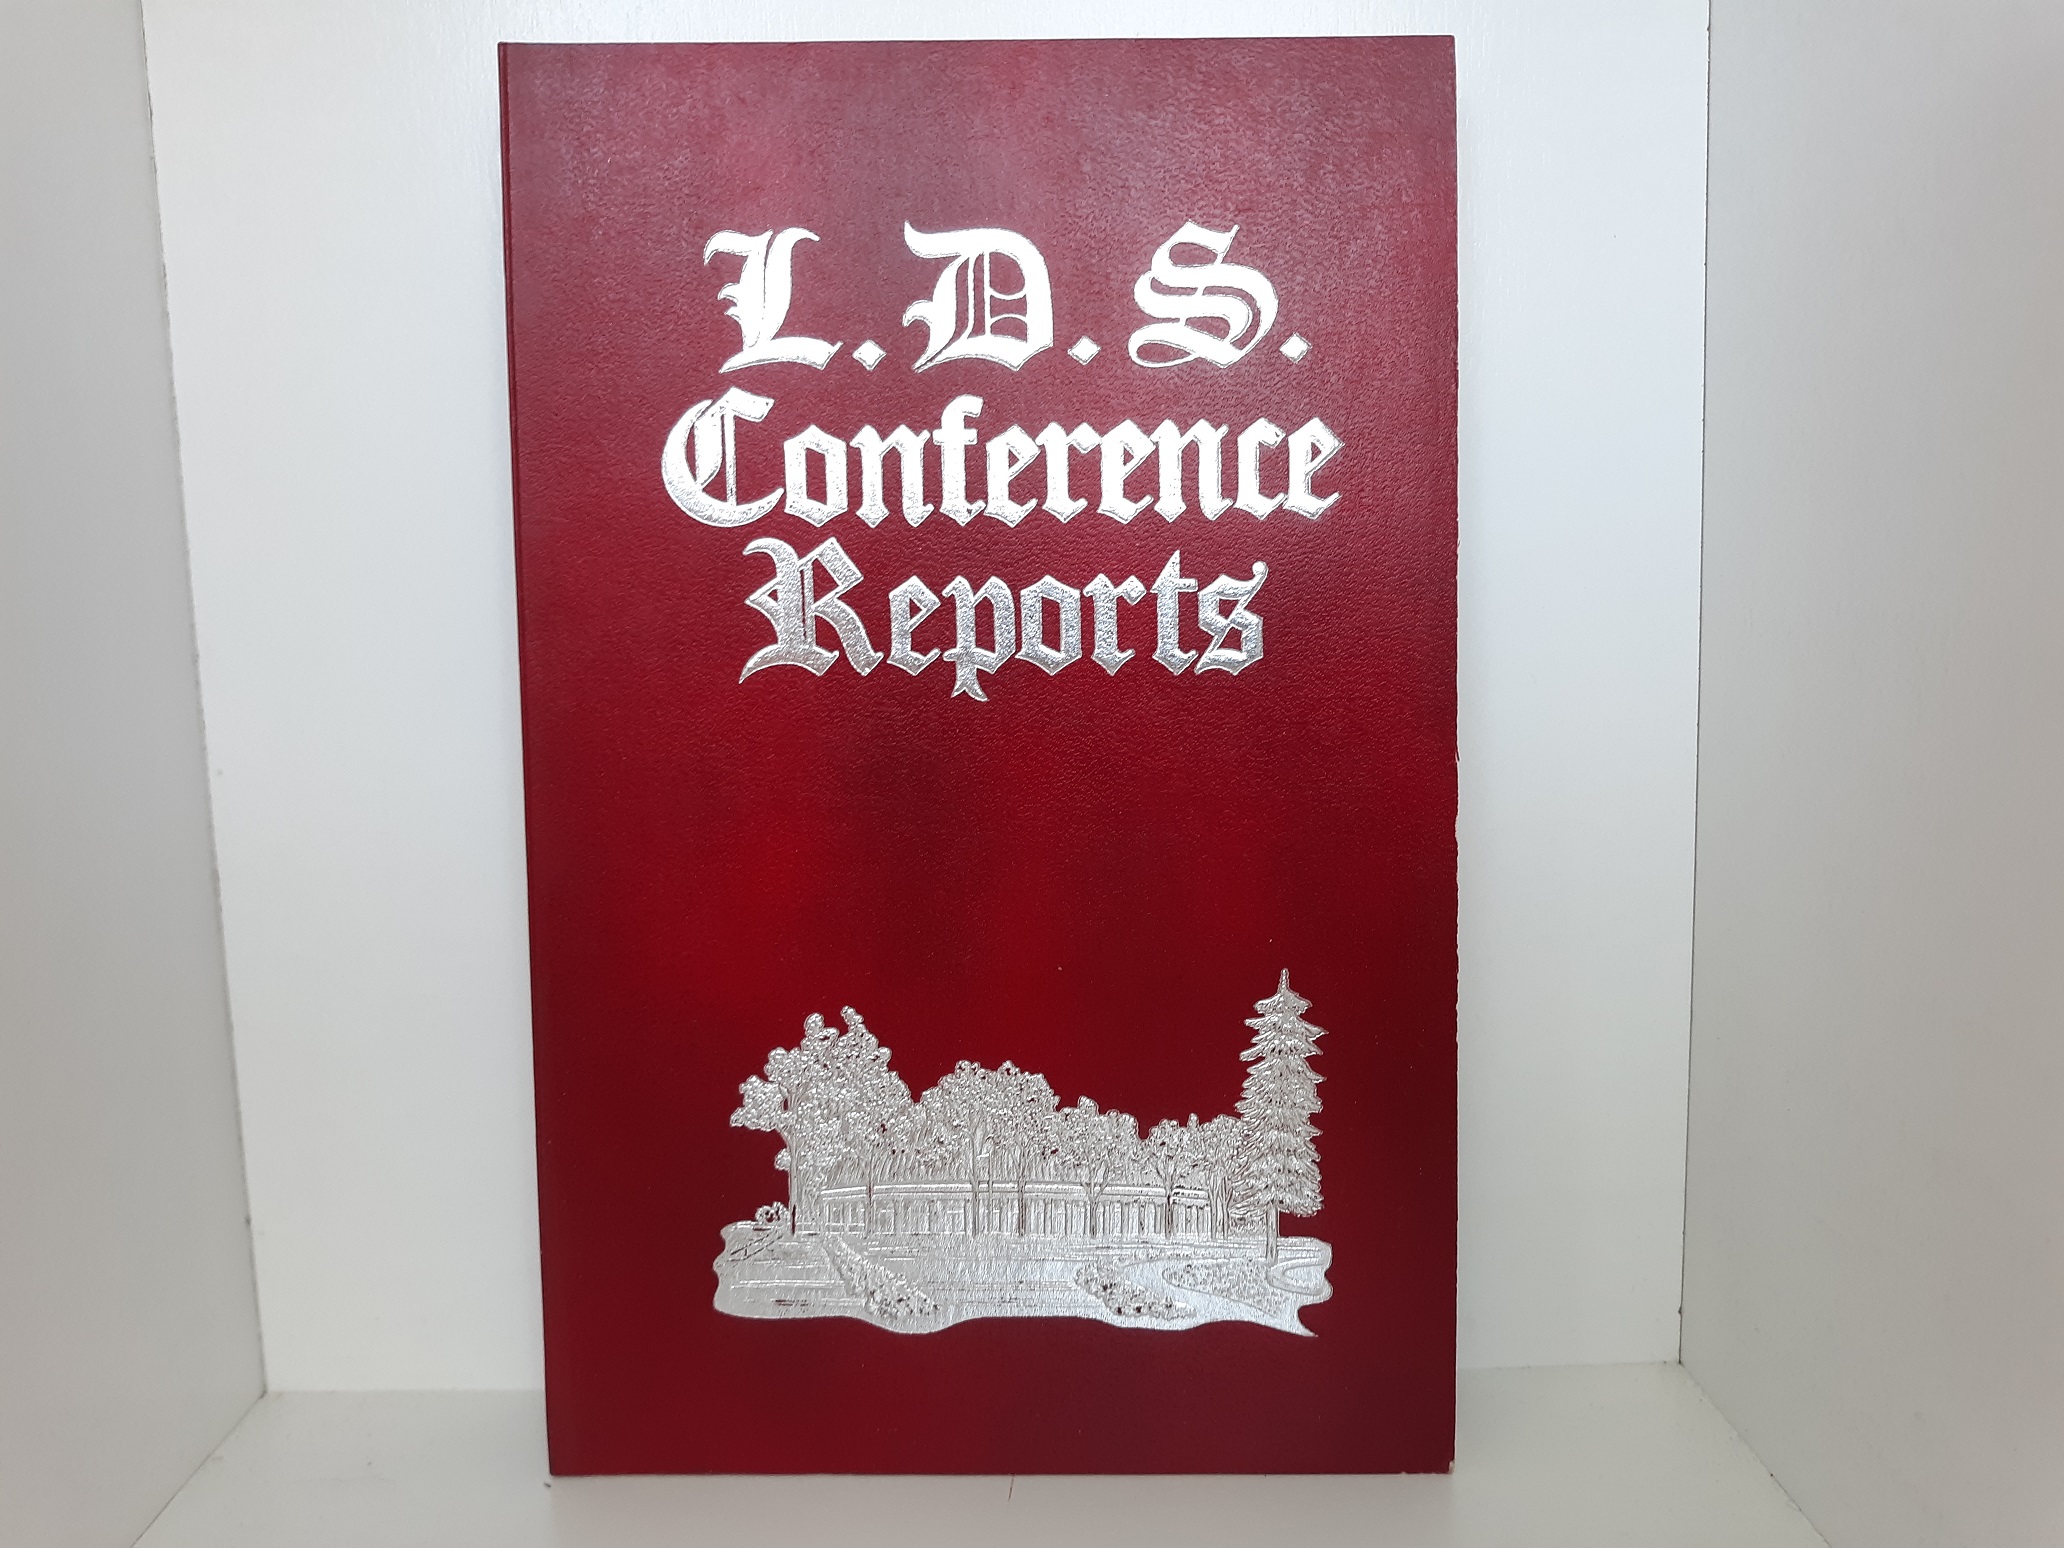 L. D. S.
Conference
Reports